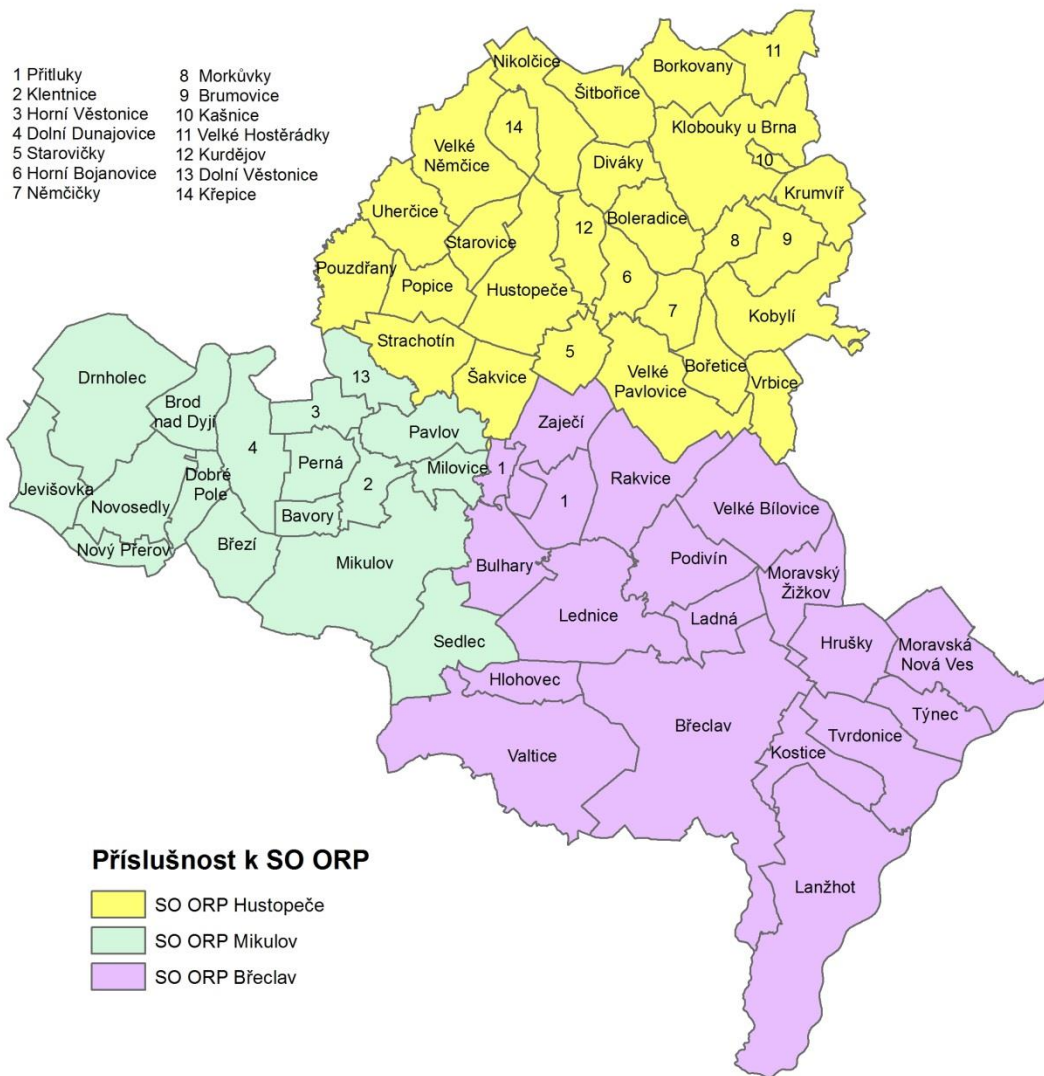 1 Přítluky
2 Klentnice
3 Horní Věstonice
4 Dolní Dunajovice
5 Starovičky
6 Horní Bojanovice
7 Němčičky
8 Morkůvky
9 Brumovice
10 Kašnice
11 Velké Hostěrádky
12 Kurdějov
13 Dolní Věstonice
14 Křepice
Nikolčice
Borkovany
11
Šitbořice
14
Klobouky u Brna
Velké
Němčice
10
Diváky
Krumvíř
Uherčice
Boleradice
12
8
9
Starovice
Pouzdřany
Popice
Hustopeče
6
7
Kobylí
Strachotín
5
Šakvice
Velké
Pavlovice
Bořetice
Vrbice
Drnholec
13
Brod
nad Dyjí
3
Zaječí
Pavlov
4
Perná
Milovice
1
Rakvice
Dobré
Pole
2
1
Jevišovka
Novosedly
Bavory
Velké Bílovice
Nový Přerov
Březí
Mikulov
Bulhary
Podivín
Moravský
Žižkov
Lednice
Ladná
Sedlec
Hrušky
Moravská
Nová Ves
Hlohovec
Týnec
Břeclav
Tvrdonice
Valtice
Kostice
Lanžhot
Příslušnost k SO ORP
SO ORP Hustopeče
SO ORP Mikulov
SO ORP Břeclav